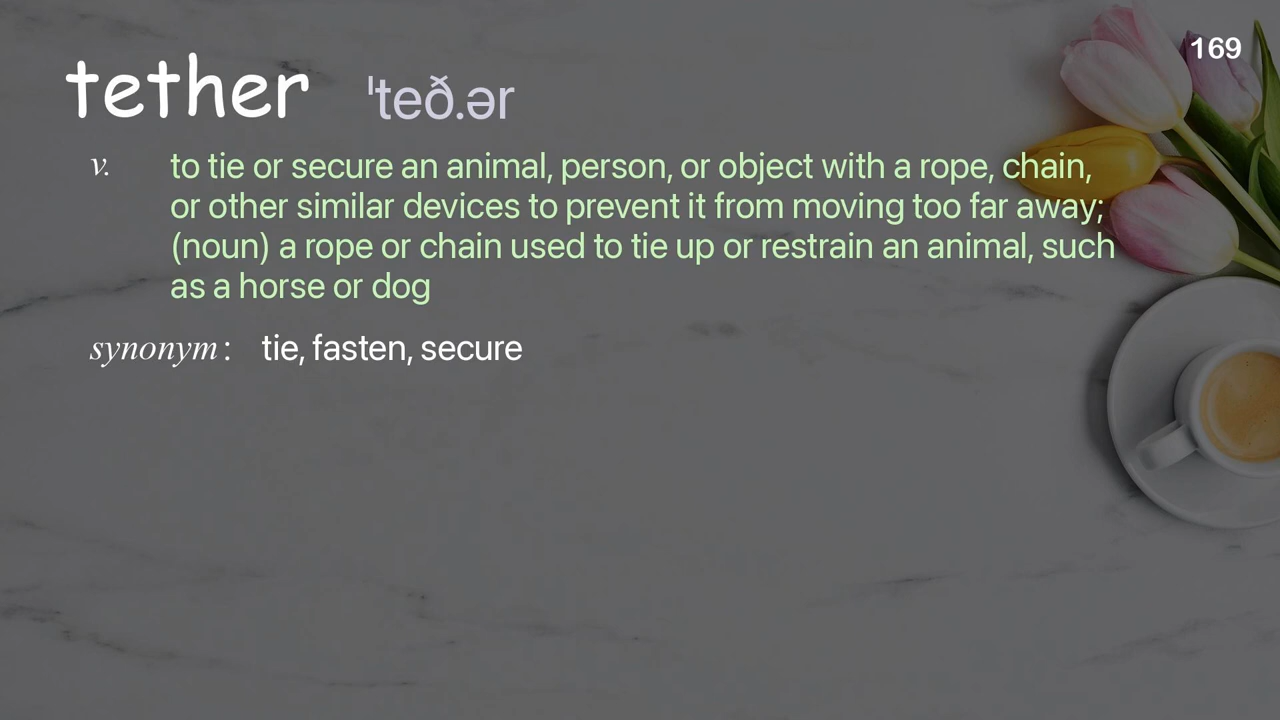 169
tether ˈteð.ər
v. to tie or secure an animal, person, or object with a rope, chain,
or other similar devices to prevent it from moving too far away;
(noun) a rope or chain used to tie up or restrain an animal, such
as a horse or dog
synonym : tie, fasten, secure